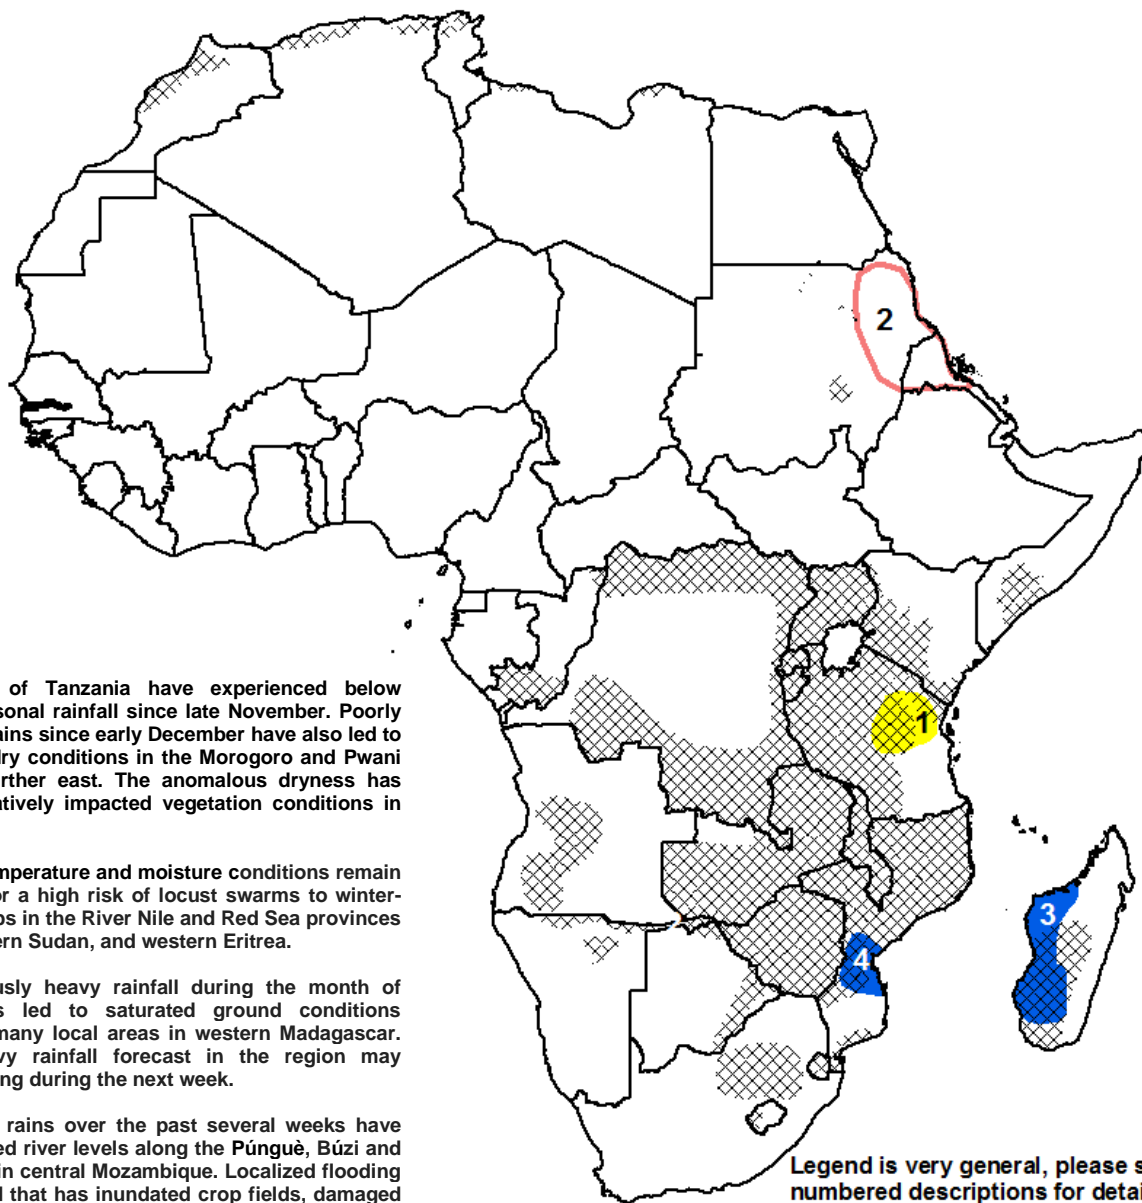 of Tanzania have experienced below
sonal rainfall since late November. Poorly
ains since early December have also led to
dry conditions in the Morogoro and Pwani
urther east. The anomalous dryness has
atively impacted vegetation conditions in
mperature and moisture conditions remain
or a high risk of locust swarms to winter-
ps in the River Nile and Red Sea provinces
ern Sudan, and western Eritrea.
usly heavy rainfall during the month of
s led to saturated ground conditions
many local areas in western Madagascar.
vy rainfall forecast in the region may
ng during the next week.
rains over the past several weeks have
ed river levels along the Púnguè, Búzi and
in central Mozambique. Localized flooding
d that has inundated crop fields, damaged
2
1
3
4
Legend is very general, please s
numbered descriptions for detai